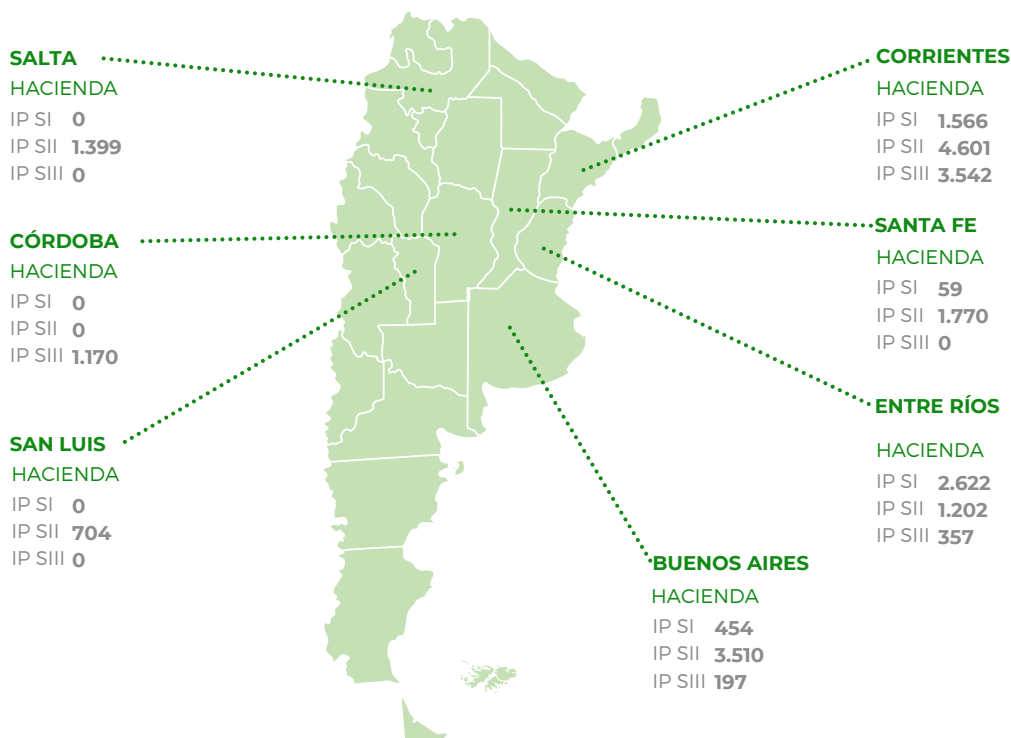 SALTA
HACIENDA
IP SI 0
IP SII 1.399
IP SIII 0
CÓRDOBA
HACIENDA
IP SI 0
IP SII 0
IP SIII 1.170
SAN LUIS
HACIENDA
IP SI 0
IP SII 704
IP SIII 0
CORRIENTES
HACIENDA
IP SI 1.566
IP SII 4.601
IP SIII 3.542
SANTA FE
HACIENDA
IP SI 59
IP SII 1.770
IP SIII 0
ENTRE RÍOS
HACIENDA
IP SI 2.622
IP SII 1.202
IP SIII 357
BUENOS AIRES
HACIENDA
IP SI 454
IP SII 3.510
IP SIII 197